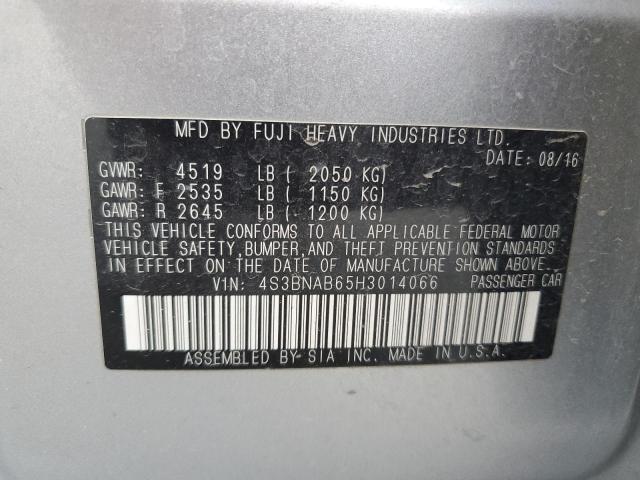 MFD BY FUJI HEAVY INDUSTRIES LTD.
DATE: 08/16
GVWR: 4519 LB ( 2050 KG)
GAWR: F 2535 LB ( 1150 KG)
GAWR: R 2645 LB ( 1200 KG)
THIS VEHICLE CONFORMS TO ALL APPLICABLE FEDERAL MOTOR
VEHICLE SAFETY,BUMPER,AND THEFT PREVENTION STANDARDS
IN EFFECT ON THE DATE OF MANUFACTURE SHOWN ABOVE.
VIN: 4S3BNAB65H3014066 PASSENGER CAR
ASSEMBLED BY SIA INC. MADE IN U.S.A.